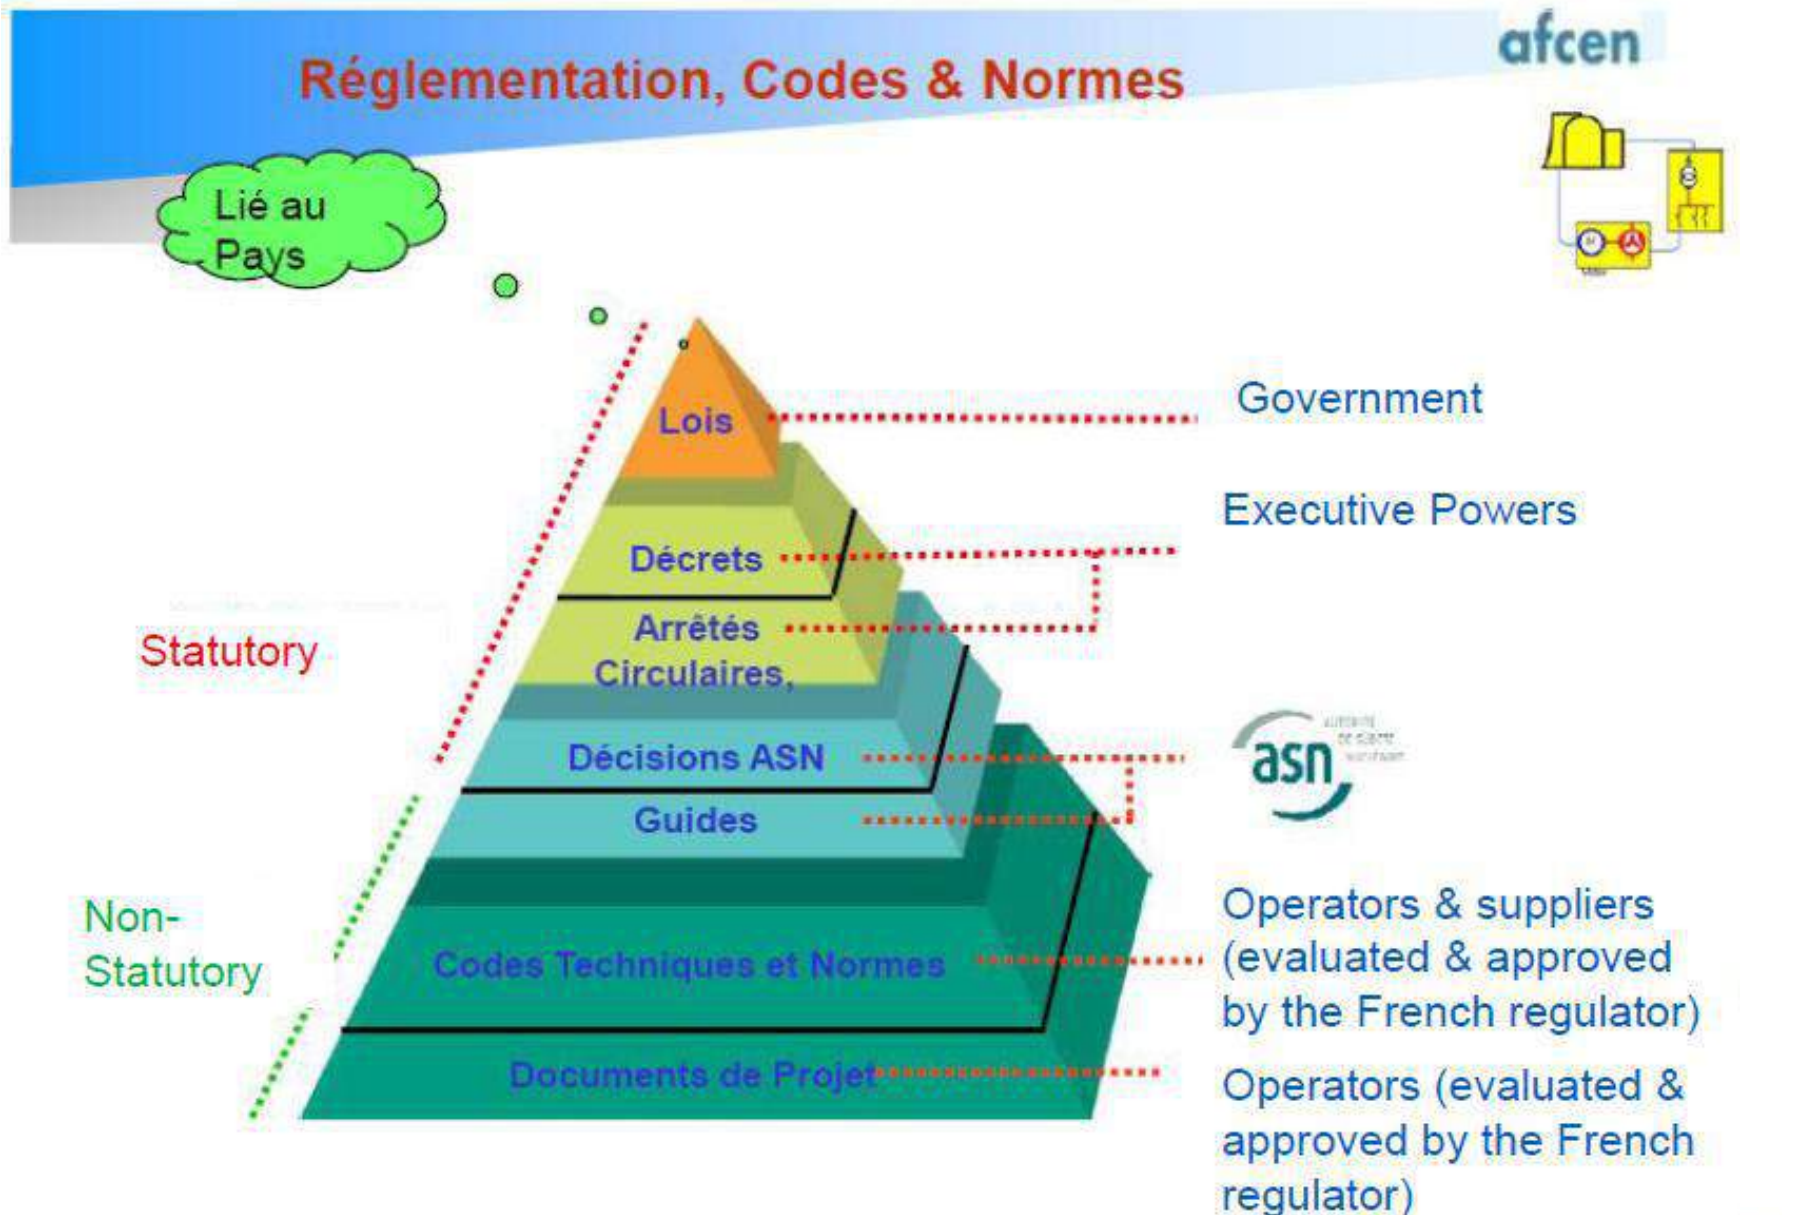 Réglementation, Codes & Normes
afcen
Lié au
Pays
Lois
Government
Executive Powers
Décrets
Arrêtés
Circulaires,
Statutory
Décisions ASN
asn
Guides
Non-
Statutory
Codes Techniques et Normes
Operators & suppliers
(evaluated & approved
by the French regulator)
Documents de Projet
Operators (evaluated &
approved by the French
regulator)